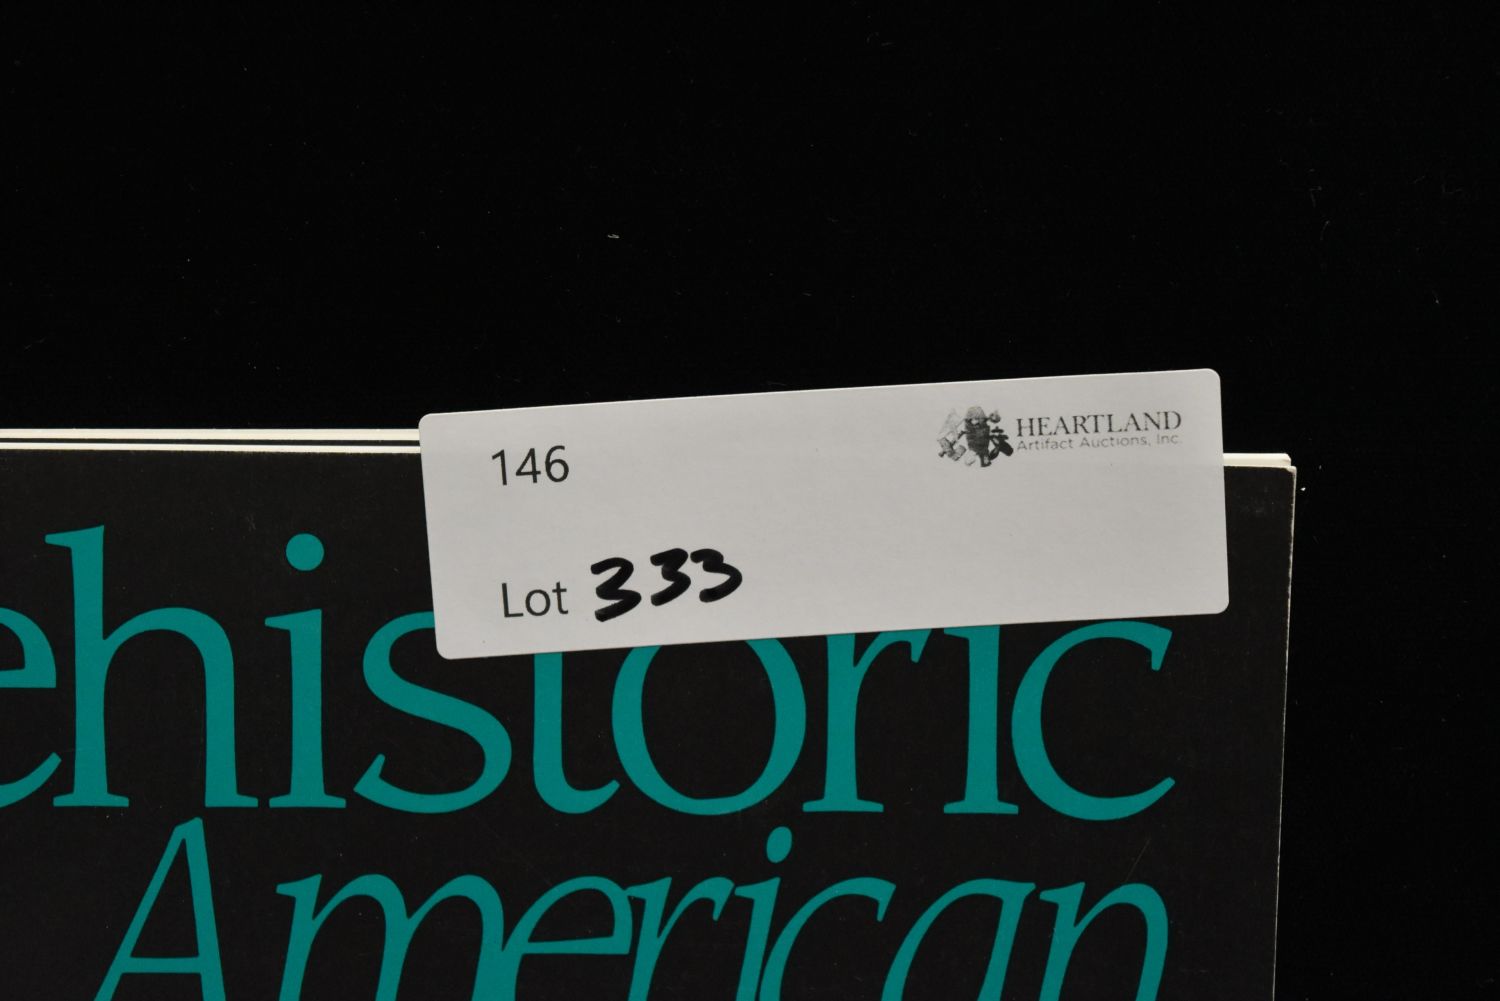 146
HEARTLAND
Artifact Auctions, Inc.
Lot 333
ehistoric
American